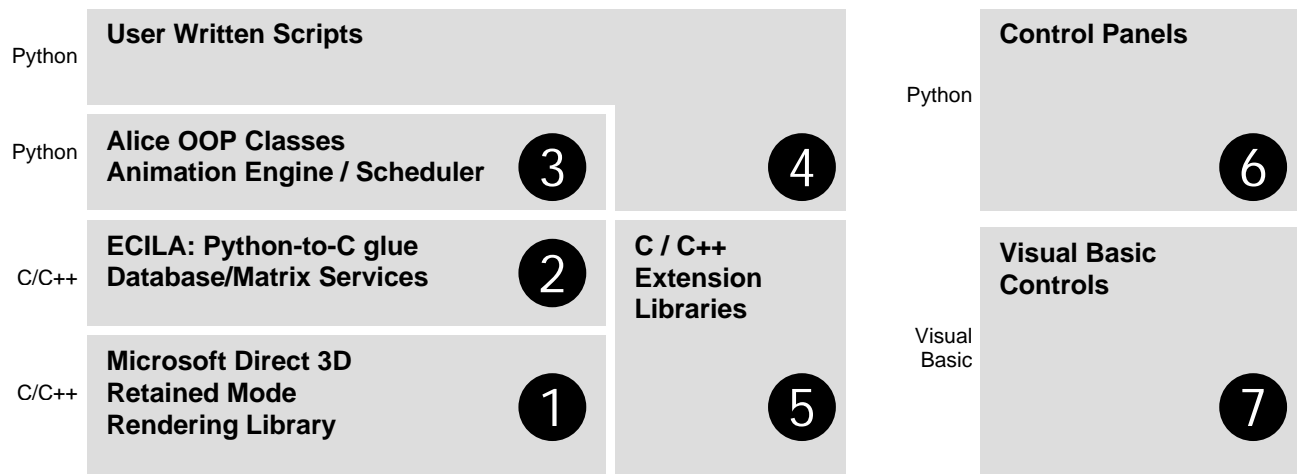 Python
User Written Scripts
4
Python
Alice OOP Classes
Animation Engine / Scheduler
3
C/C++
ECILA: Python-to-C glue
Database/Matrix Services
2
C/C++
Microsoft Direct 3D
Retained Mode
Rendering Library
1
C / C++
Extension
Libraries
5
Python
Control Panels
6
Visual
Basic
Visual Basic
Controls
7